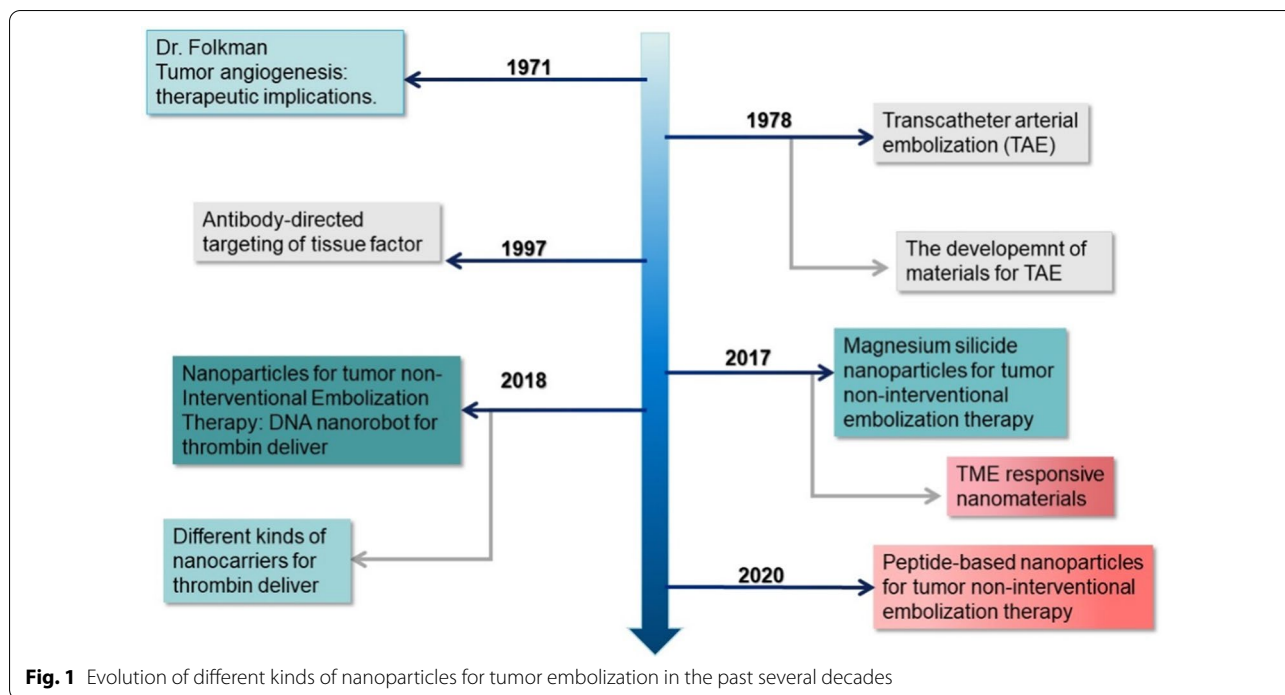 Dr. Folkman
Tumor angiogenesis:
therapeutic implications.
1971
1978
Transcatheter arterial
embolization (TAE)
Antibody-directed
targeting of tissue factor
1997
The developemnt of
materials for TAE
2017
Magnesium silicide
nanoparticles for tumor
non-interventional
embolization therapy
Nanoparticles for tumor non-
Interventional Embolization
Therapy: DNA nanorobot for
thrombin deliver
2018
TME responsive
nanomaterials
Different kinds of
nanocarriers for
thrombin deliver
2020
Peptide-based nanoparticles
for tumor non-interventional
embolization therapy
Fig. 1 Evolution of different kinds of nanoparticles for tumor embolization in the past several decades